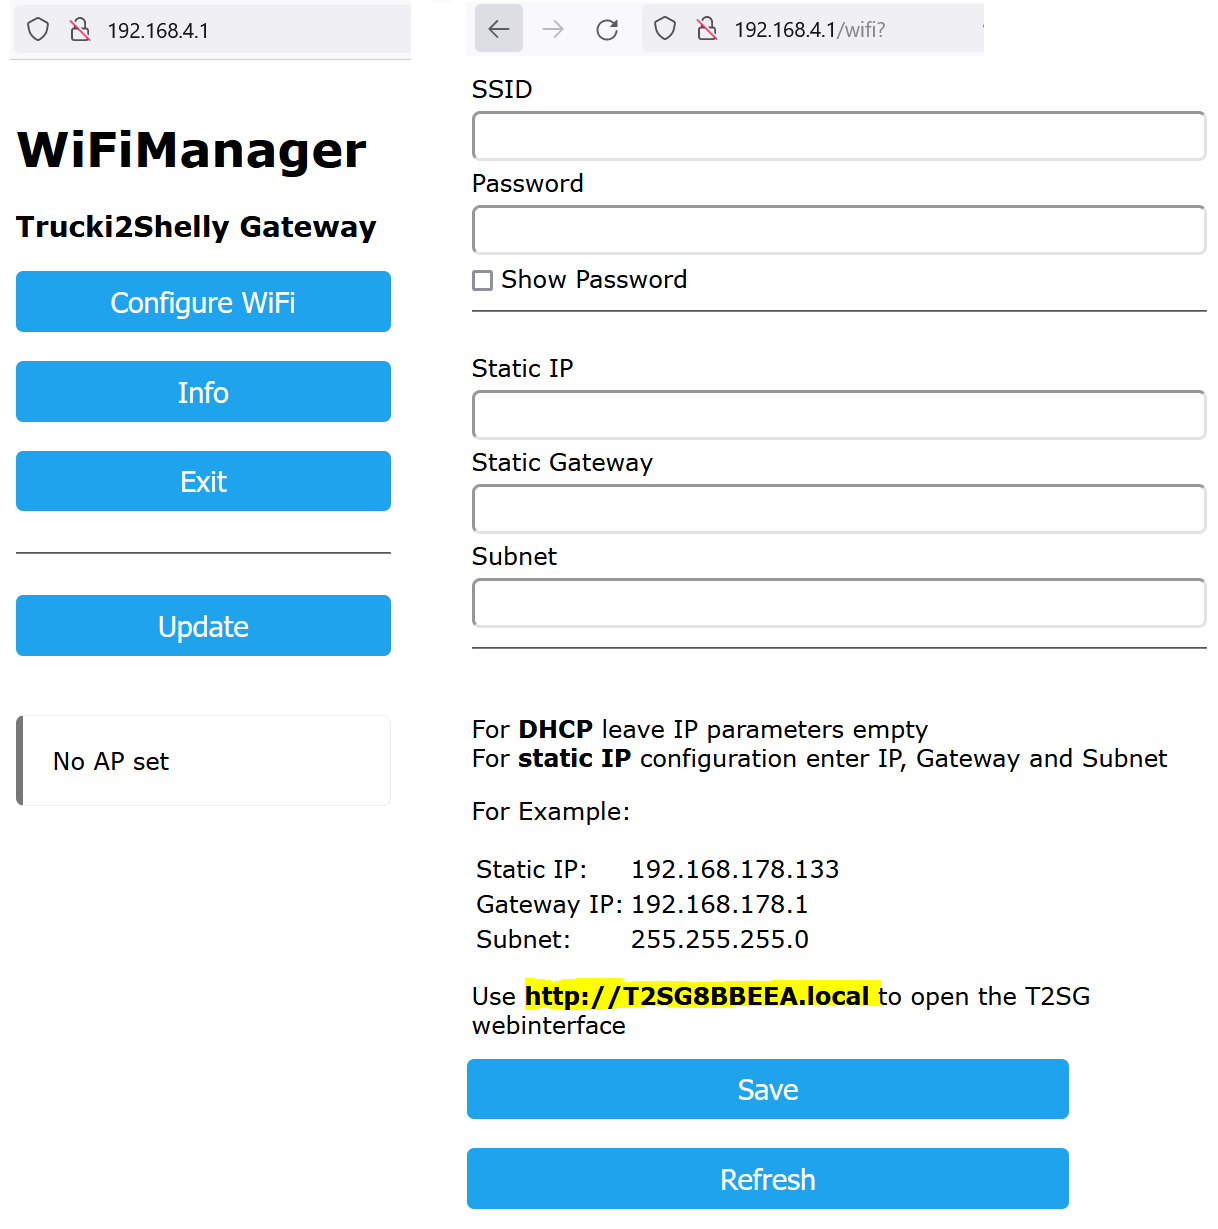 192.168.4.1
WiFiManager
Trucki2Shelly Gateway
Configure WiFi
Info
Exit
Update
No AP set
192.168.4.1/wifi?
SSID
Password
Show Password
Static IP
Static Gateway
Subnet
For DHCP leave IP parameters empty
For static IP configuration enter IP, Gateway and Subnet
For Example:
Static IP: 192.168.178.133
Gateway IP: 192.168.178.1
Subnet: 255.255.255.0
Use http://T2SG8BBEEA.local to open the T2SG
webinterface
Save
Refresh